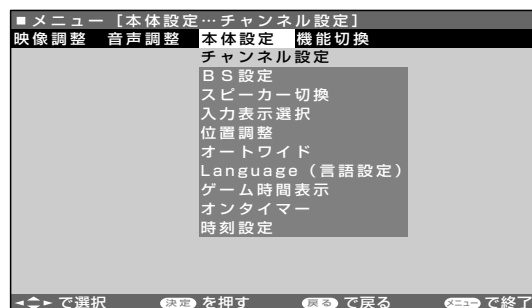 ■メニュー [本体設定…チャンネル設定]
映像調整 音声調整 本体設定 機能切換
チャンネル設定
BS設定
スピーカー切換
入力表示選択
位置調整
オートワイド
Language(言語設定)
ゲーム時間表示
オンタイマー
時刻設定
で選択 決定 を押す 戻る で戻る メニュー で終了